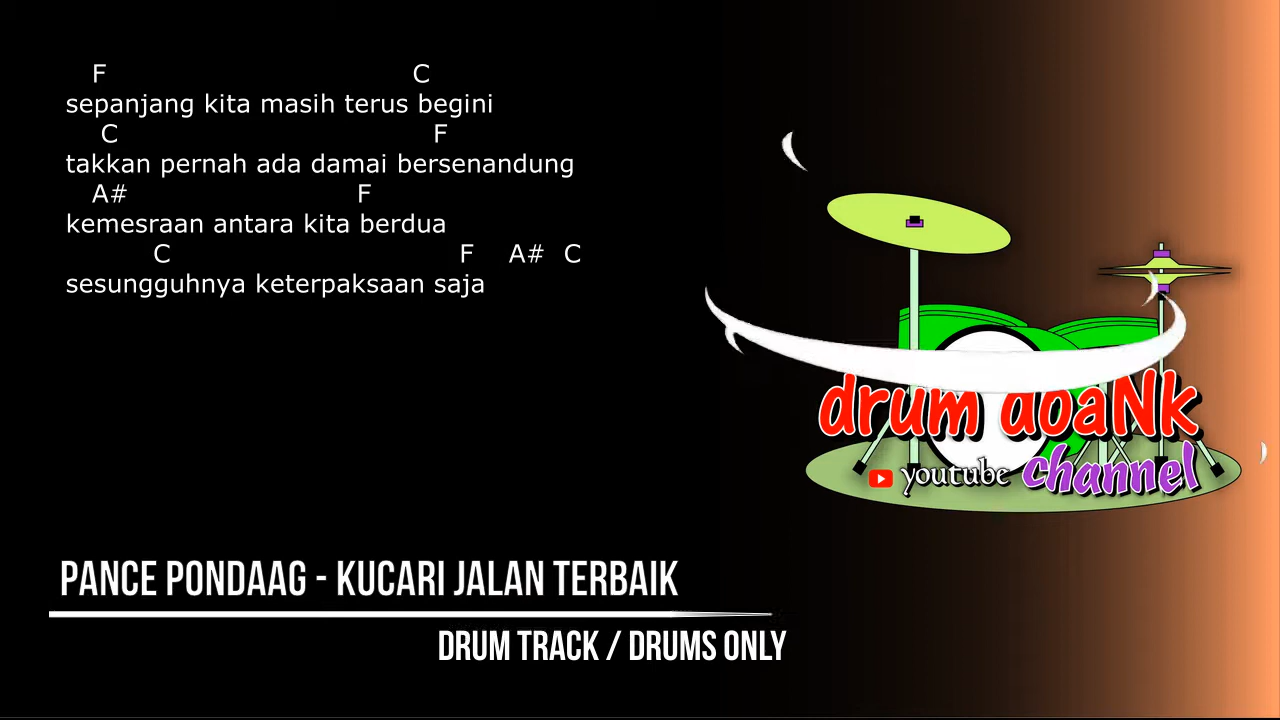 F C
sepanjang kita masih terus begini
C F
takkan pernah ada damai bersenandung
A# F
kemesraan antara kita berdua
C F A# C
sesungguhnya keterpaksaan saja
drum doaNk
youtube channel
PANCE PONDAAG - KUCARI JALAN TERBAIK
DRUM TRACK / DRUMS ONLY